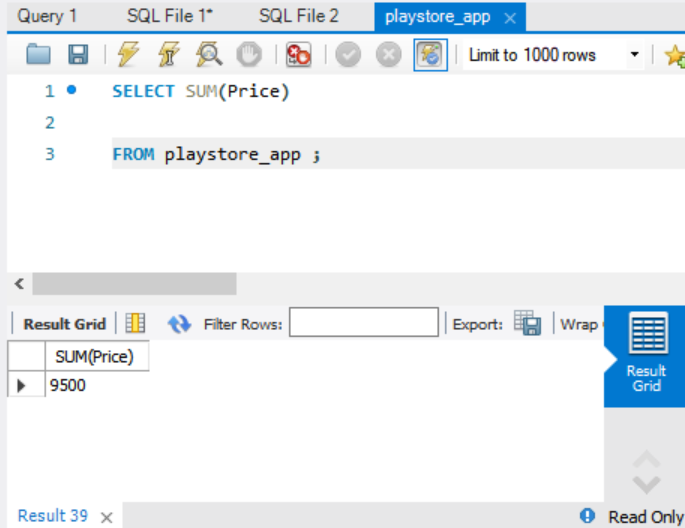 Query 1 SQL File 1* SQL File 2 playstore_app
Limit to 1000 rows
1 SELECT SUM(Price)
2
3 FROM playstore_app ;
Result Grid Filter Rows: Export: Wrap
SUM(Price)
9500
Result
Grid
Result 39 Read Only